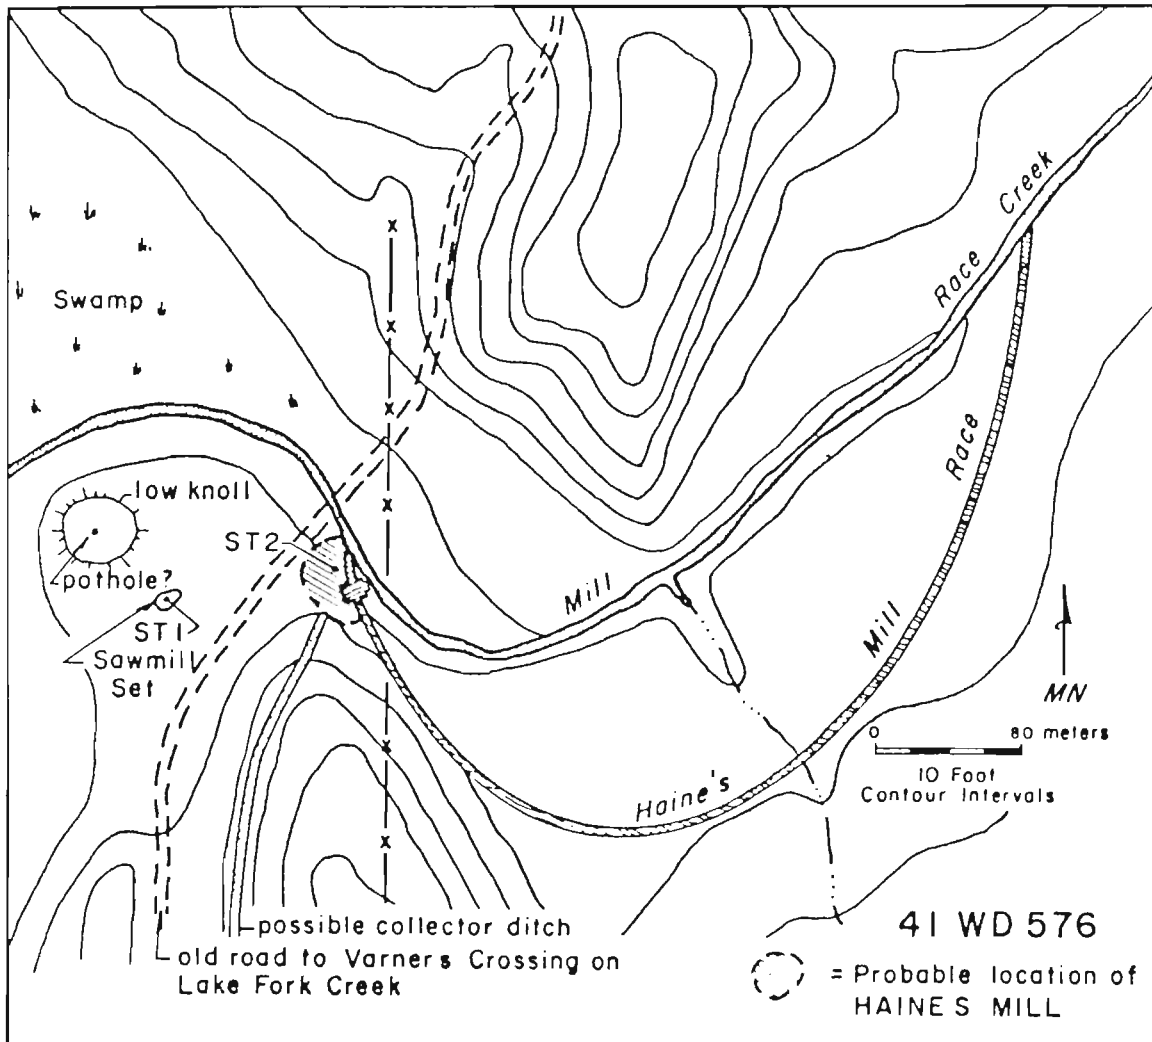 Swamp
low knoll
ST2
pothole?
ST1
Sawmill
Set
Mill Race Creek
Haine's Mill Race
MN
0 80 meters
10 Foot
Contour Intervals
possible collector ditch
old road to Varners Crossing on
Lake Fork Creek
41 WD 576
= Probable location of
HAINES MILL